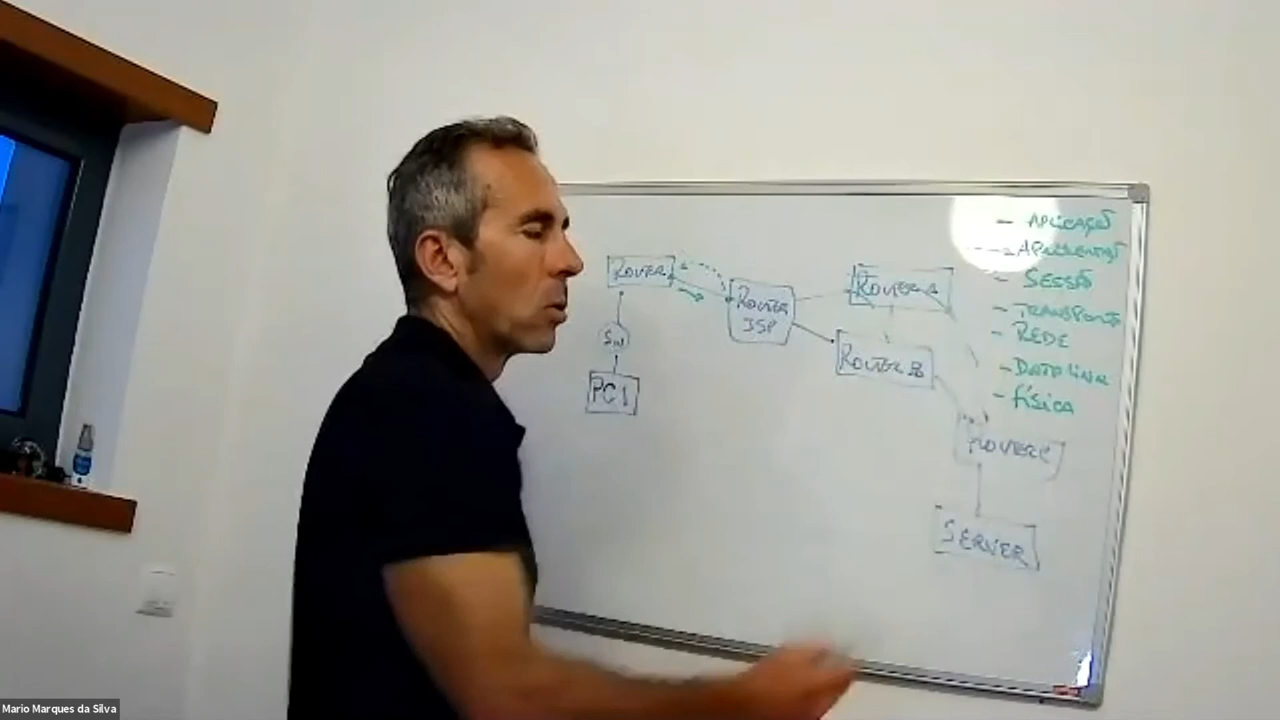 ROUTER
ROUTER
ISP
ROUTER A
ROUTER B
SW
PC1
ROUTER C
SERVER
- APLICAÇÃO
- APRESENTAÇÃO
- SESSÃO
- TRANSPORTE
- REDE
- DATA LINK
- FÍSICA
Mario Marques da Silva